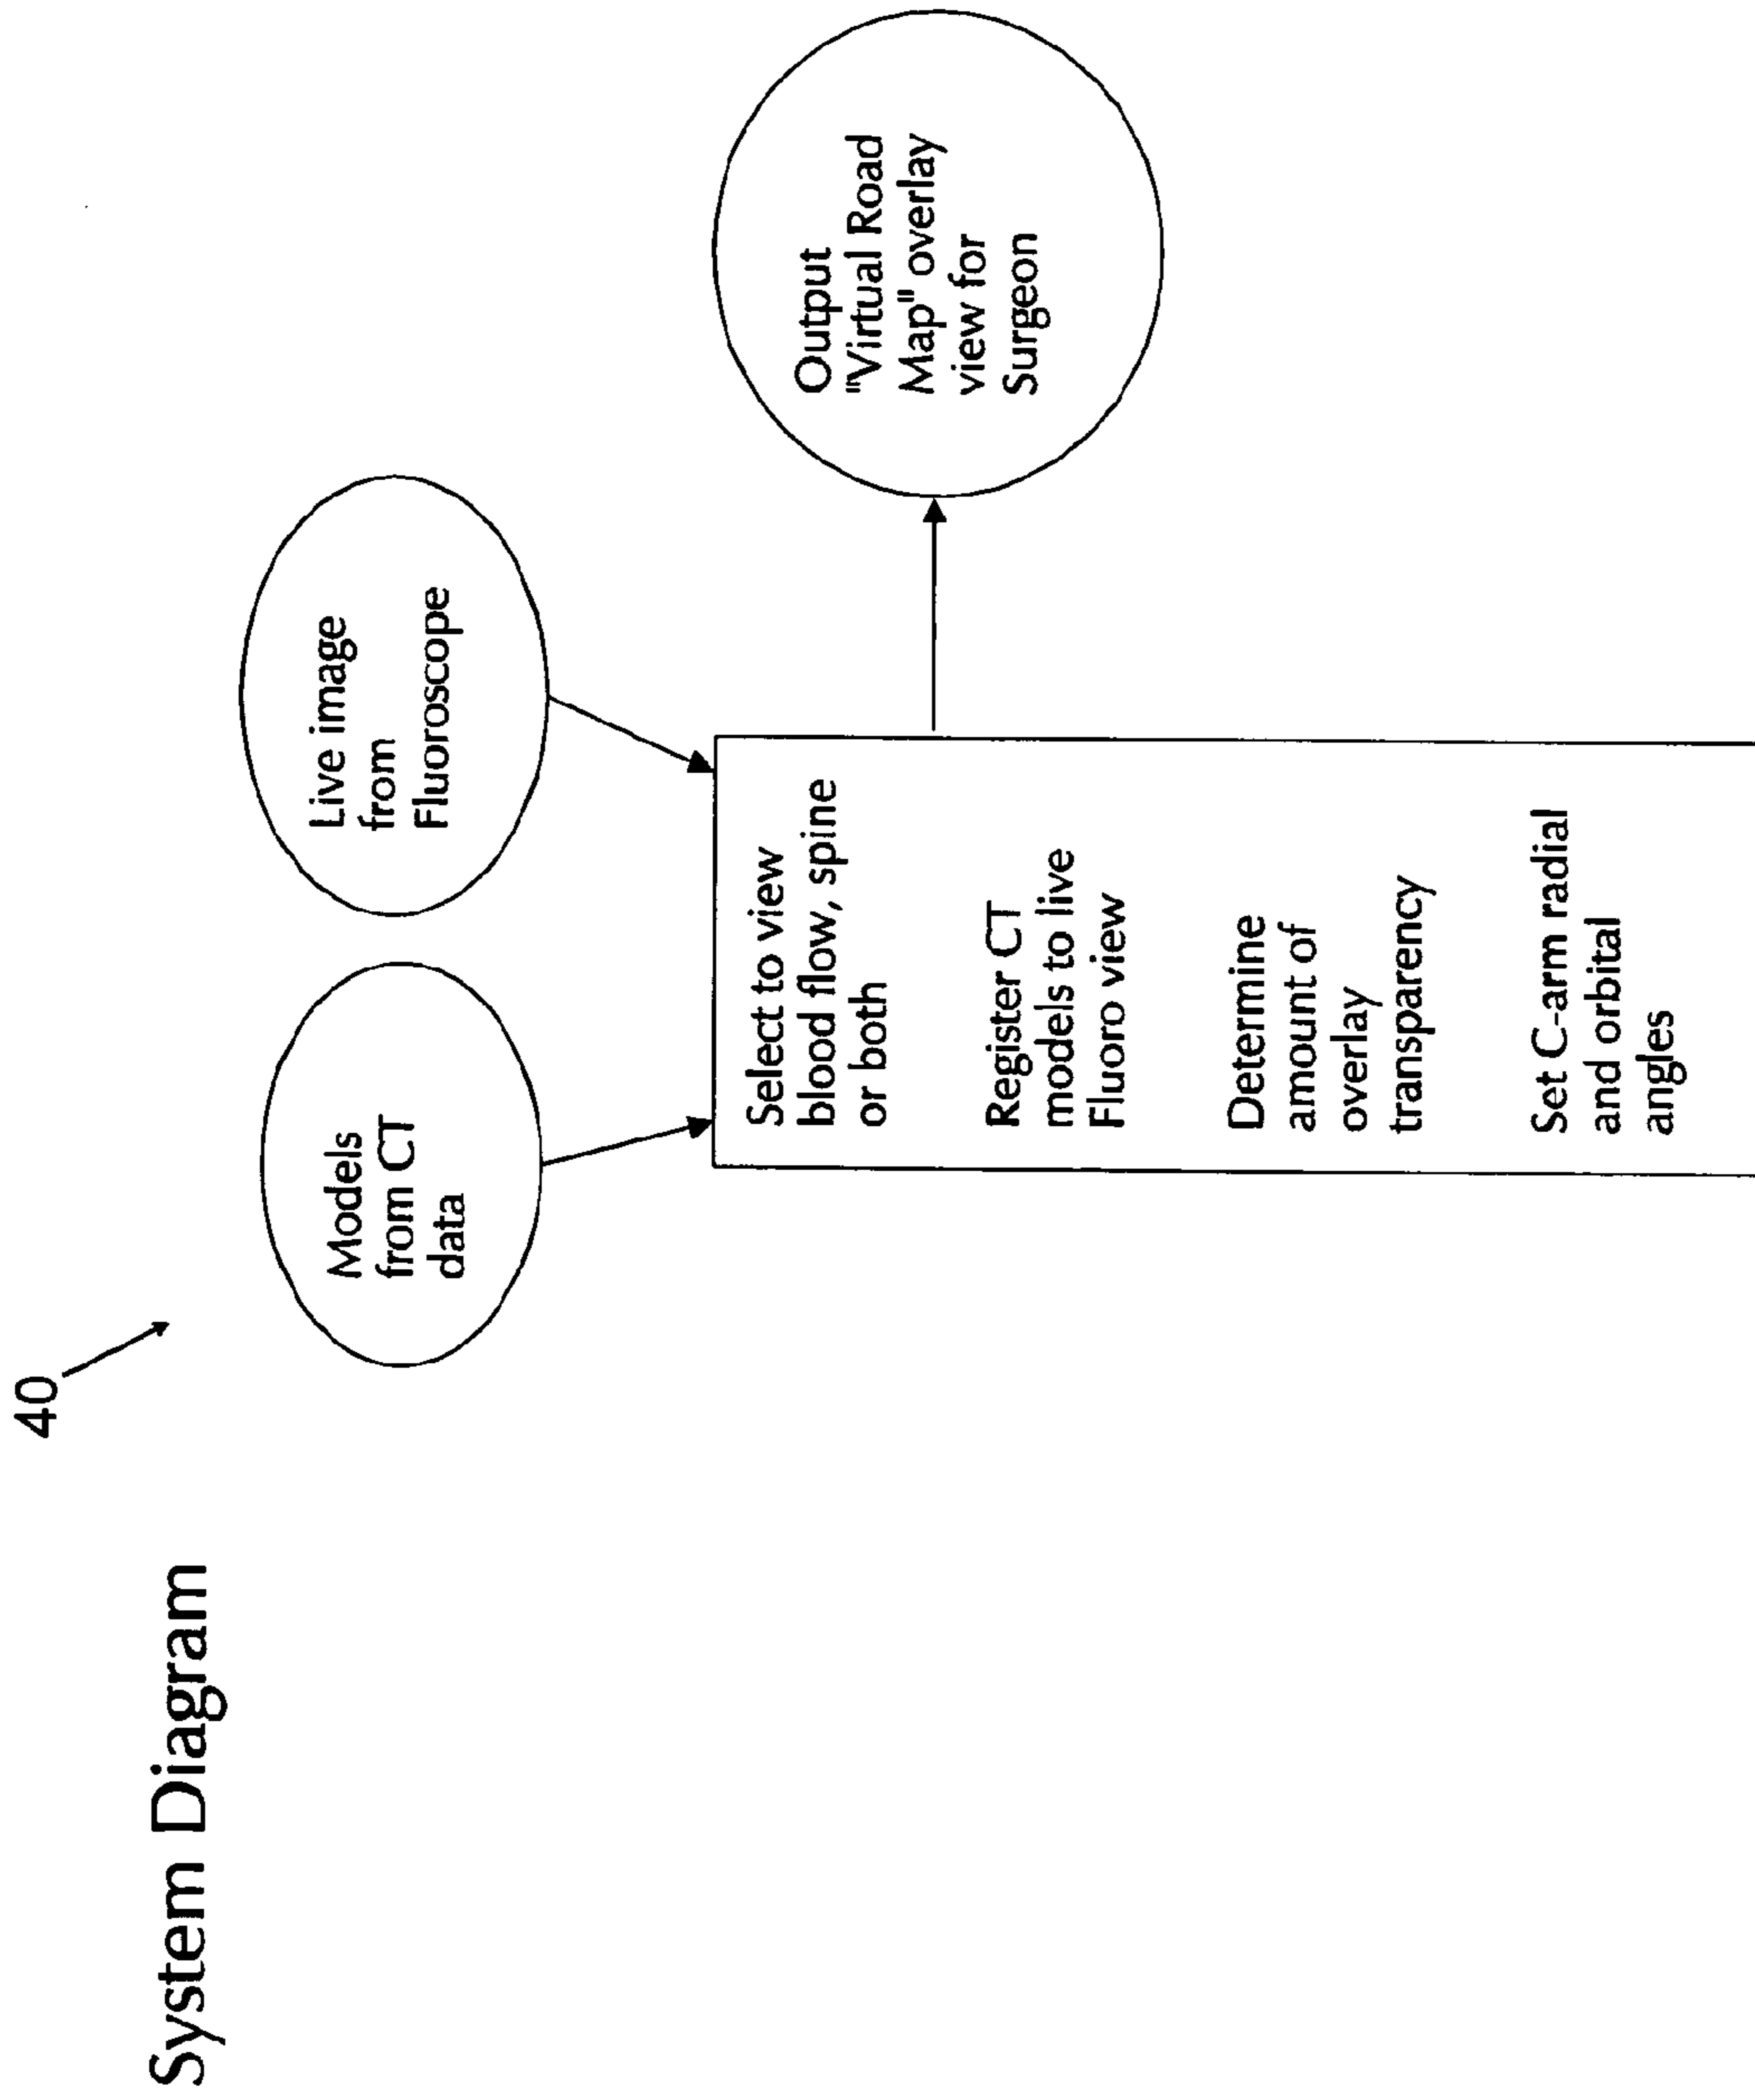 40
System Diagram
Models
from CT
data
Live image
from
Fluoroscope
Select to view
blood flow, spine
or both
Register CT
models to live
Fluoro view
Determine
amount of
overlay
transparency
Set C-arm radial
and orbital
angles
Output
"Virtual Road
Map" overlay
view for
Surgeon